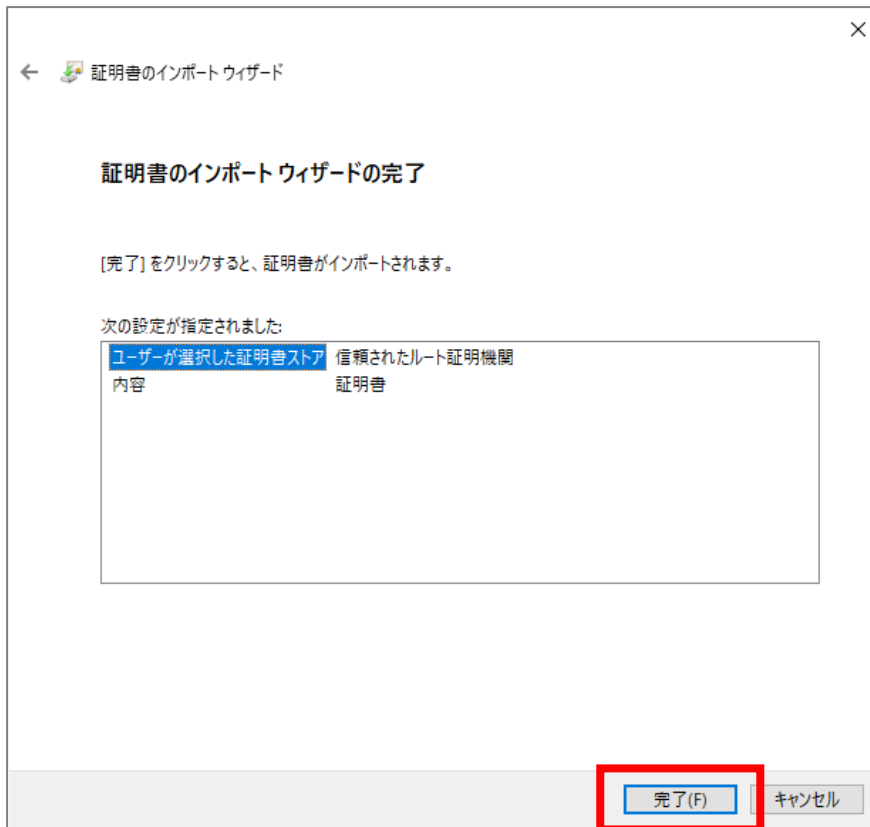 証明書のインポート ウィザード
証明書のインポート ウィザードの完了
[完了] をクリックすると、証明書がインポートされます。
次の設定が指定されました:
ユーザーが選択した証明書ストア 信頼されたルート証明機関
内容 証明書
完了(F) キャンセル